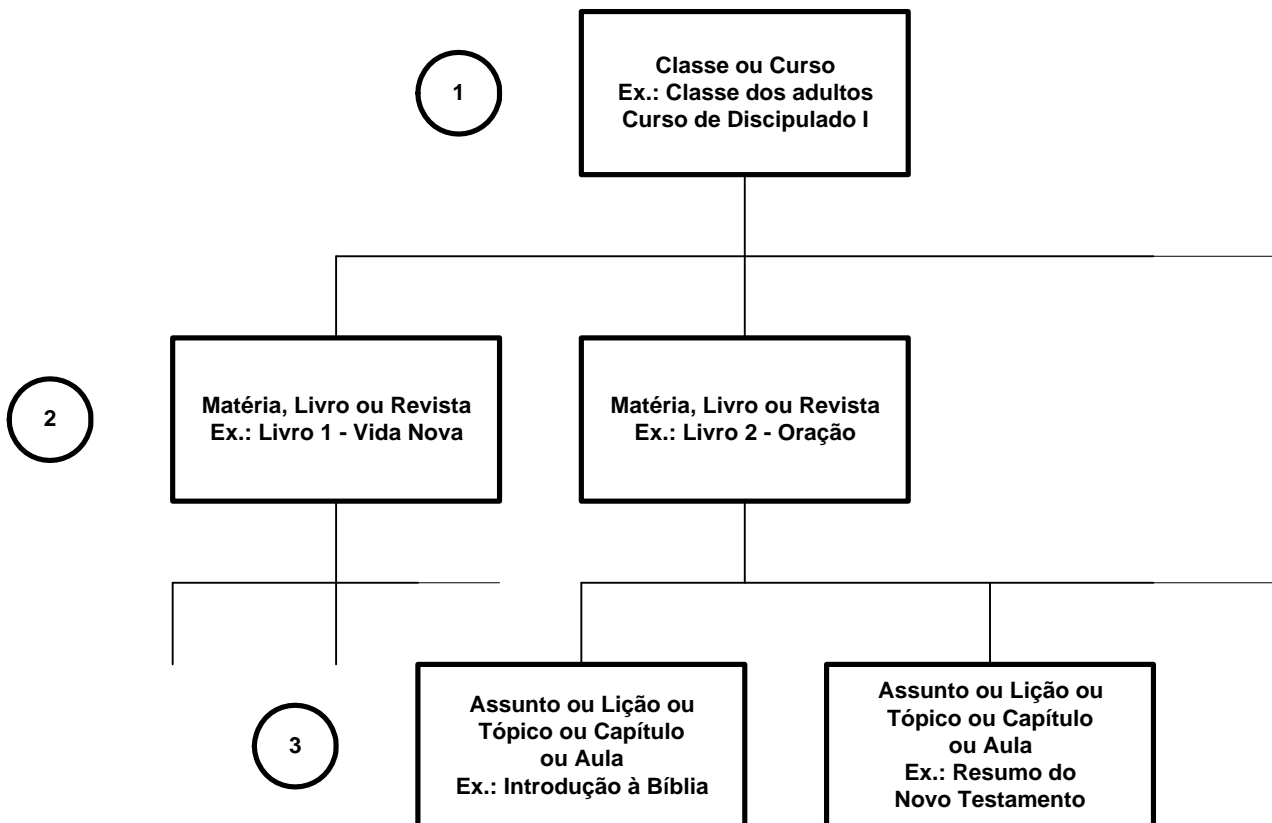 1
Classe ou Curso
Ex.: Classe dos adultos
Curso de Discipulado I
2
Matéria, Livro ou Revista
Ex.: Livro 1 - Vida Nova
Matéria, Livro ou Revista
Ex.: Livro 2 - Oração
3
Assunto ou Lição ou
Tópico ou Capítulo
ou Aula
Ex.: Introdução à Bíblia
Assunto ou Lição ou
Tópico ou Capítulo
ou Aula
Ex.: Resumo do
Novo Testamento